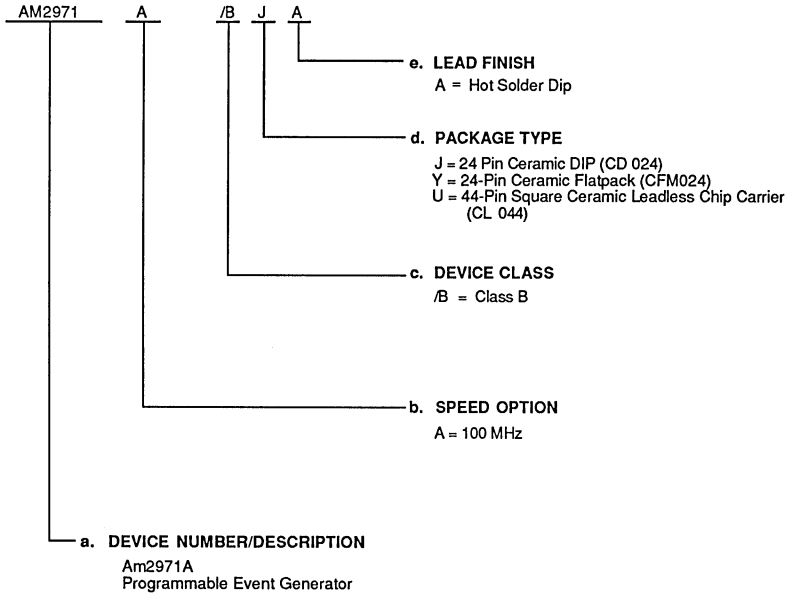 AM2971 A /B J A
e. LEAD FINISH
A = Hot Solder Dip
d. PACKAGE TYPE
J = 24 Pin Ceramic DIP (CD 024)
Y = 24-Pin Ceramic Flatpack (CFM024)
U = 44-Pin Square Ceramic Leadless Chip Carrier
(CL 044)
c. DEVICE CLASS
/B = Class B
b. SPEED OPTION
A = 100 MHz
a. DEVICE NUMBER/DESCRIPTION
Am2971A
Programmable Event Generator